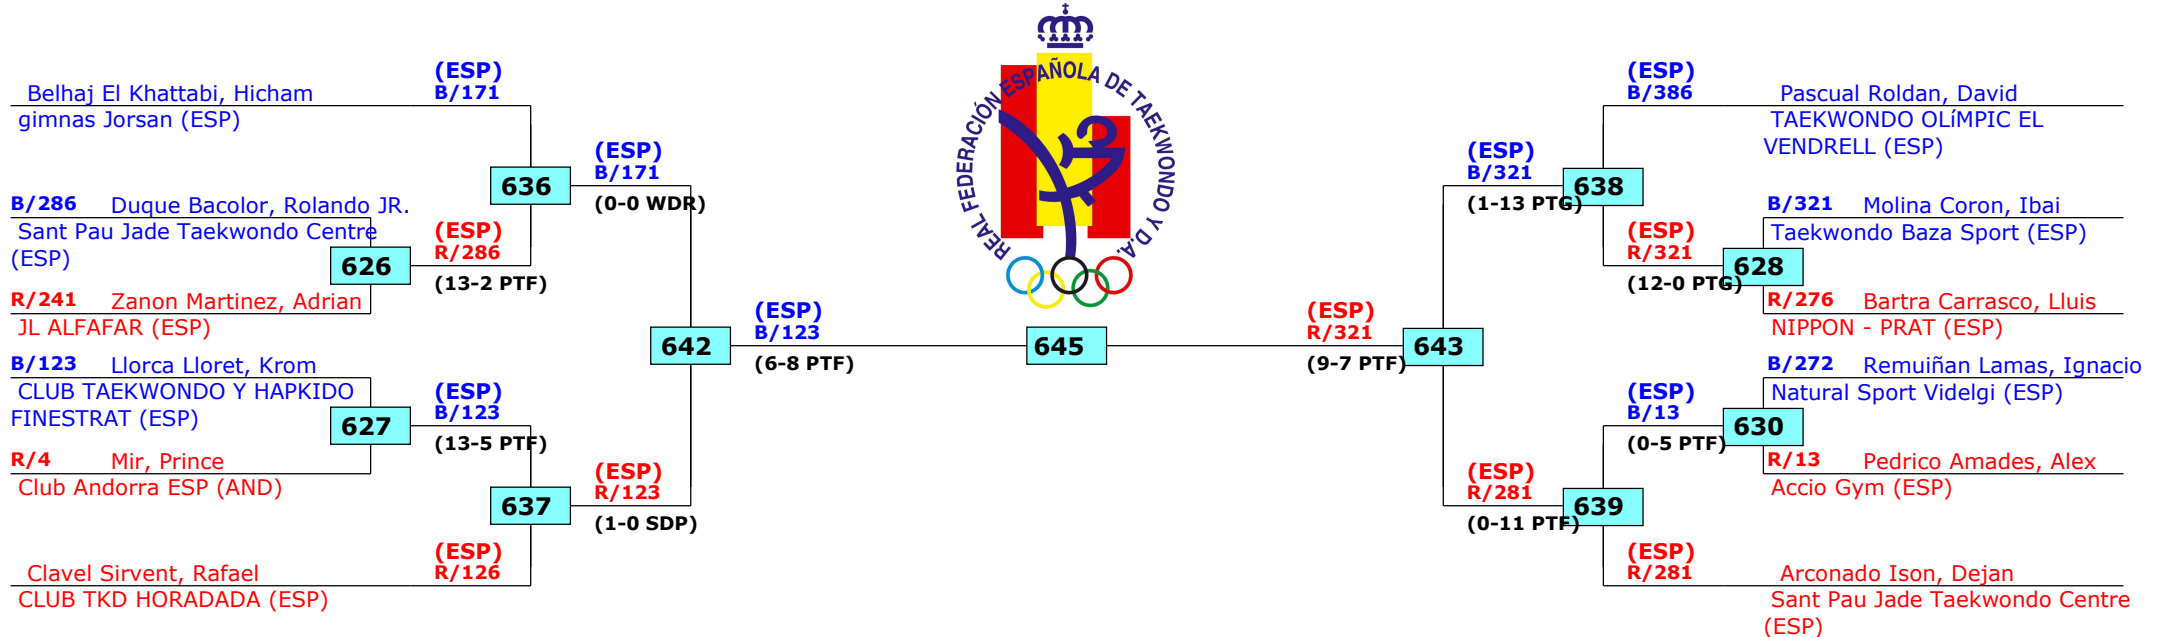 REAL FEDERACIÓN ESPAÑOLA DE TAEKWONDO Y D.A.
(ESP)
B/171
Belhaj El Khattabi, Hicham
gimnas Jorsan (ESP)
(ESP)
B/171
636
(0-0 WDR)
B/286 Duque Bacolor, Rolando JR.
Sant Pau Jade Taekwondo Centre
(ESP)
(ESP)
R/286
626
(13-2 PTF)
R/241 Zanon Martinez, Adrian
JL ALFAFAR (ESP)
(ESP)
B/123
642
(6-8 PTF)
B/123 Llorca Lloret, Krom
CLUB TAEKWONDO Y HAPKIDO
FINESTRAT (ESP)
(ESP)
B/123
627
(13-5 PTF)
R/4 Mir, Prince
Club Andorra ESP (AND)
(ESP)
R/123
637
(1-0 SDP)
(ESP)
R/126
Clavel Sirvent, Rafael
CLUB TKD HORADADA (ESP)
645
(ESP)
B/386
Pascual Roldan, David
TAEKWONDO OLíMPIC EL
VENDRELL (ESP)
(ESP)
B/321
638
(1-13 PTG)
B/321 Molina Coron, Ibai
Taekwondo Baza Sport (ESP)
(ESP)
R/321
628
(12-0 PTG)
R/276 Bartra Carrasco, Lluis
NIPPON - PRAT (ESP)
(ESP)
R/321
643
(9-7 PTF)
B/272 Remuiñan Lamas, Ignacio
Natural Sport Videlgi (ESP)
(ESP)
B/13
630
(0-5 PTF)
R/13 Pedrico Amades, Alex
Accio Gym (ESP)
(ESP)
R/281
639
(0-11 PTF)
(ESP)
R/281
Arconado Ison, Dejan
Sant Pau Jade Taekwondo Centre
(ESP)